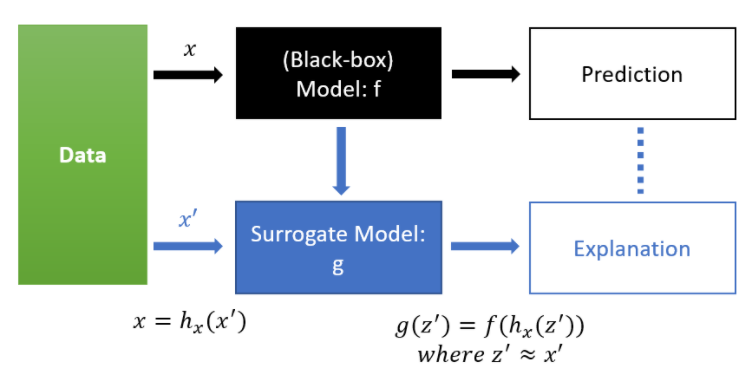 x
(Black-box)
Model: f
Prediction
Data
x′
Surrogate Model:
g
Explanation
x = hₓ(x′)
g(z′) = f(hₓ(z′))
where z′ ≈ x′